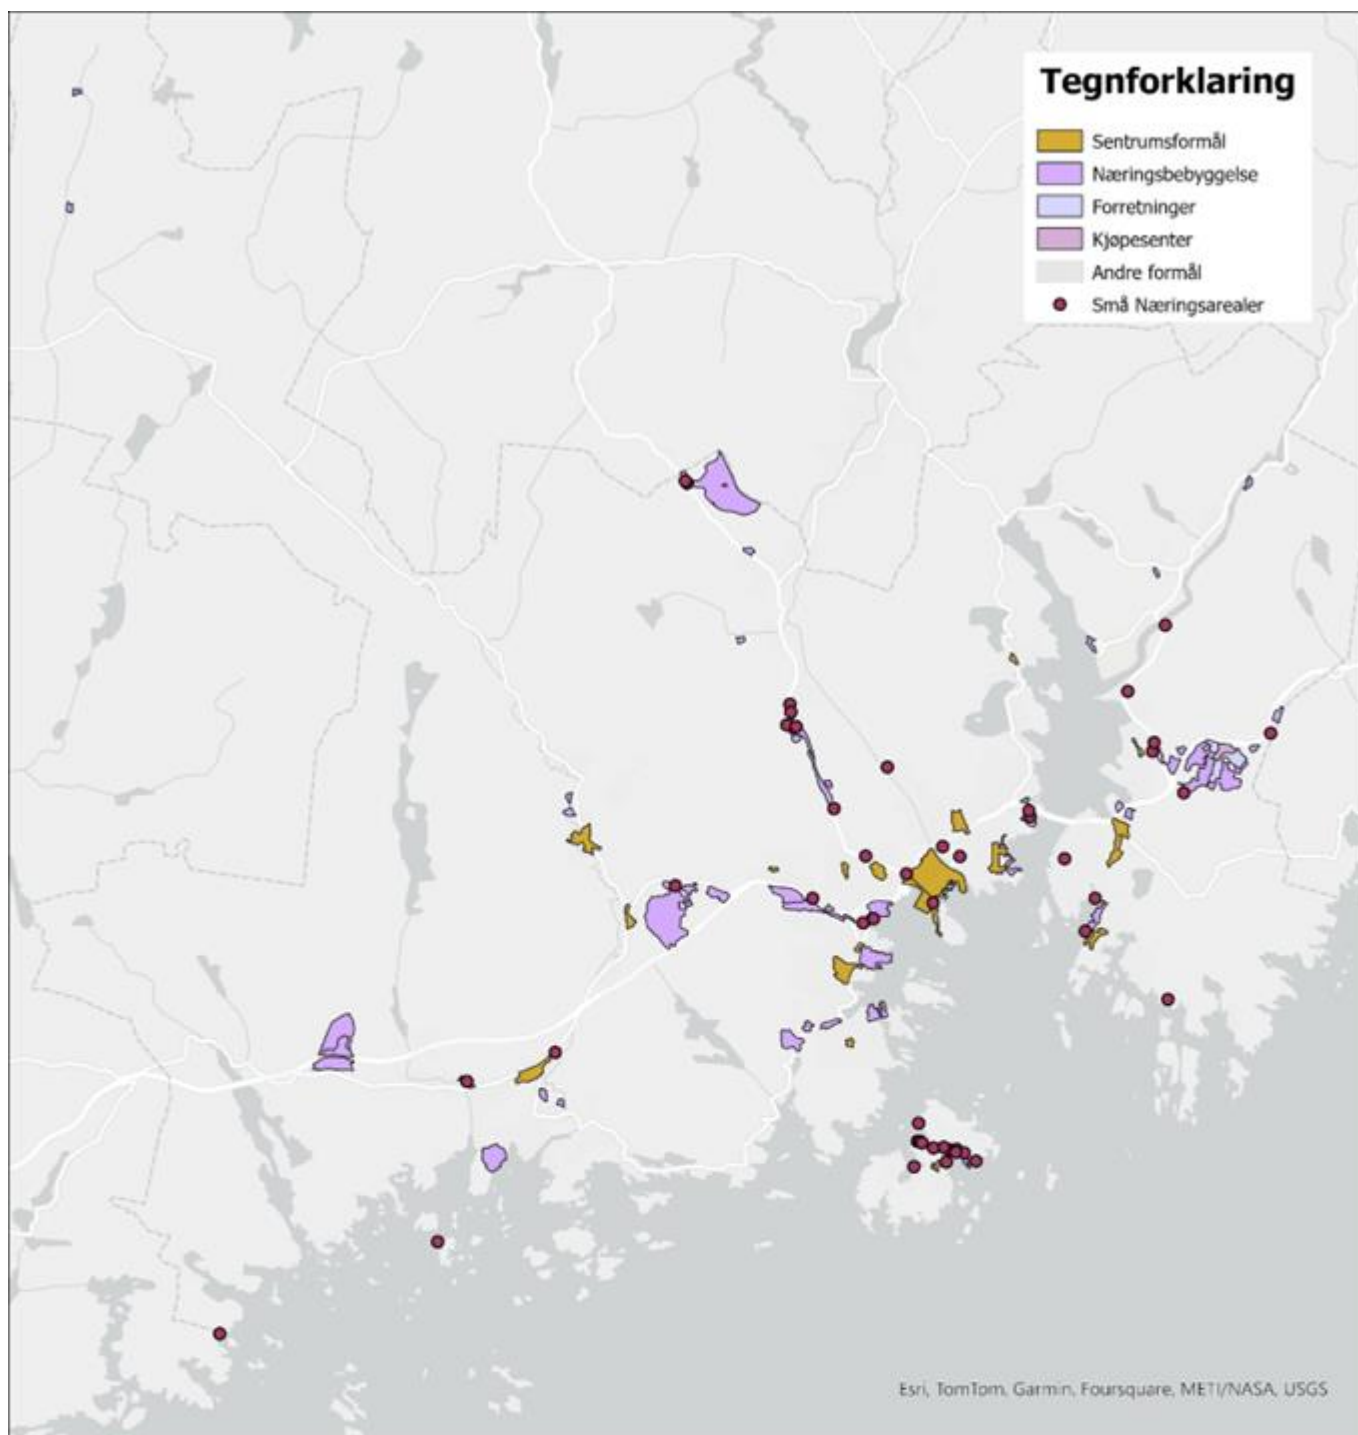 Tegnforklaring
Sentrumsformål
Næringsbebyggelse
Forretninger
Kjøpesenter
Andre formål
Små Næringsarealer
Esri, TomTom, Garmin, Foursquare, METI/NASA, USGS